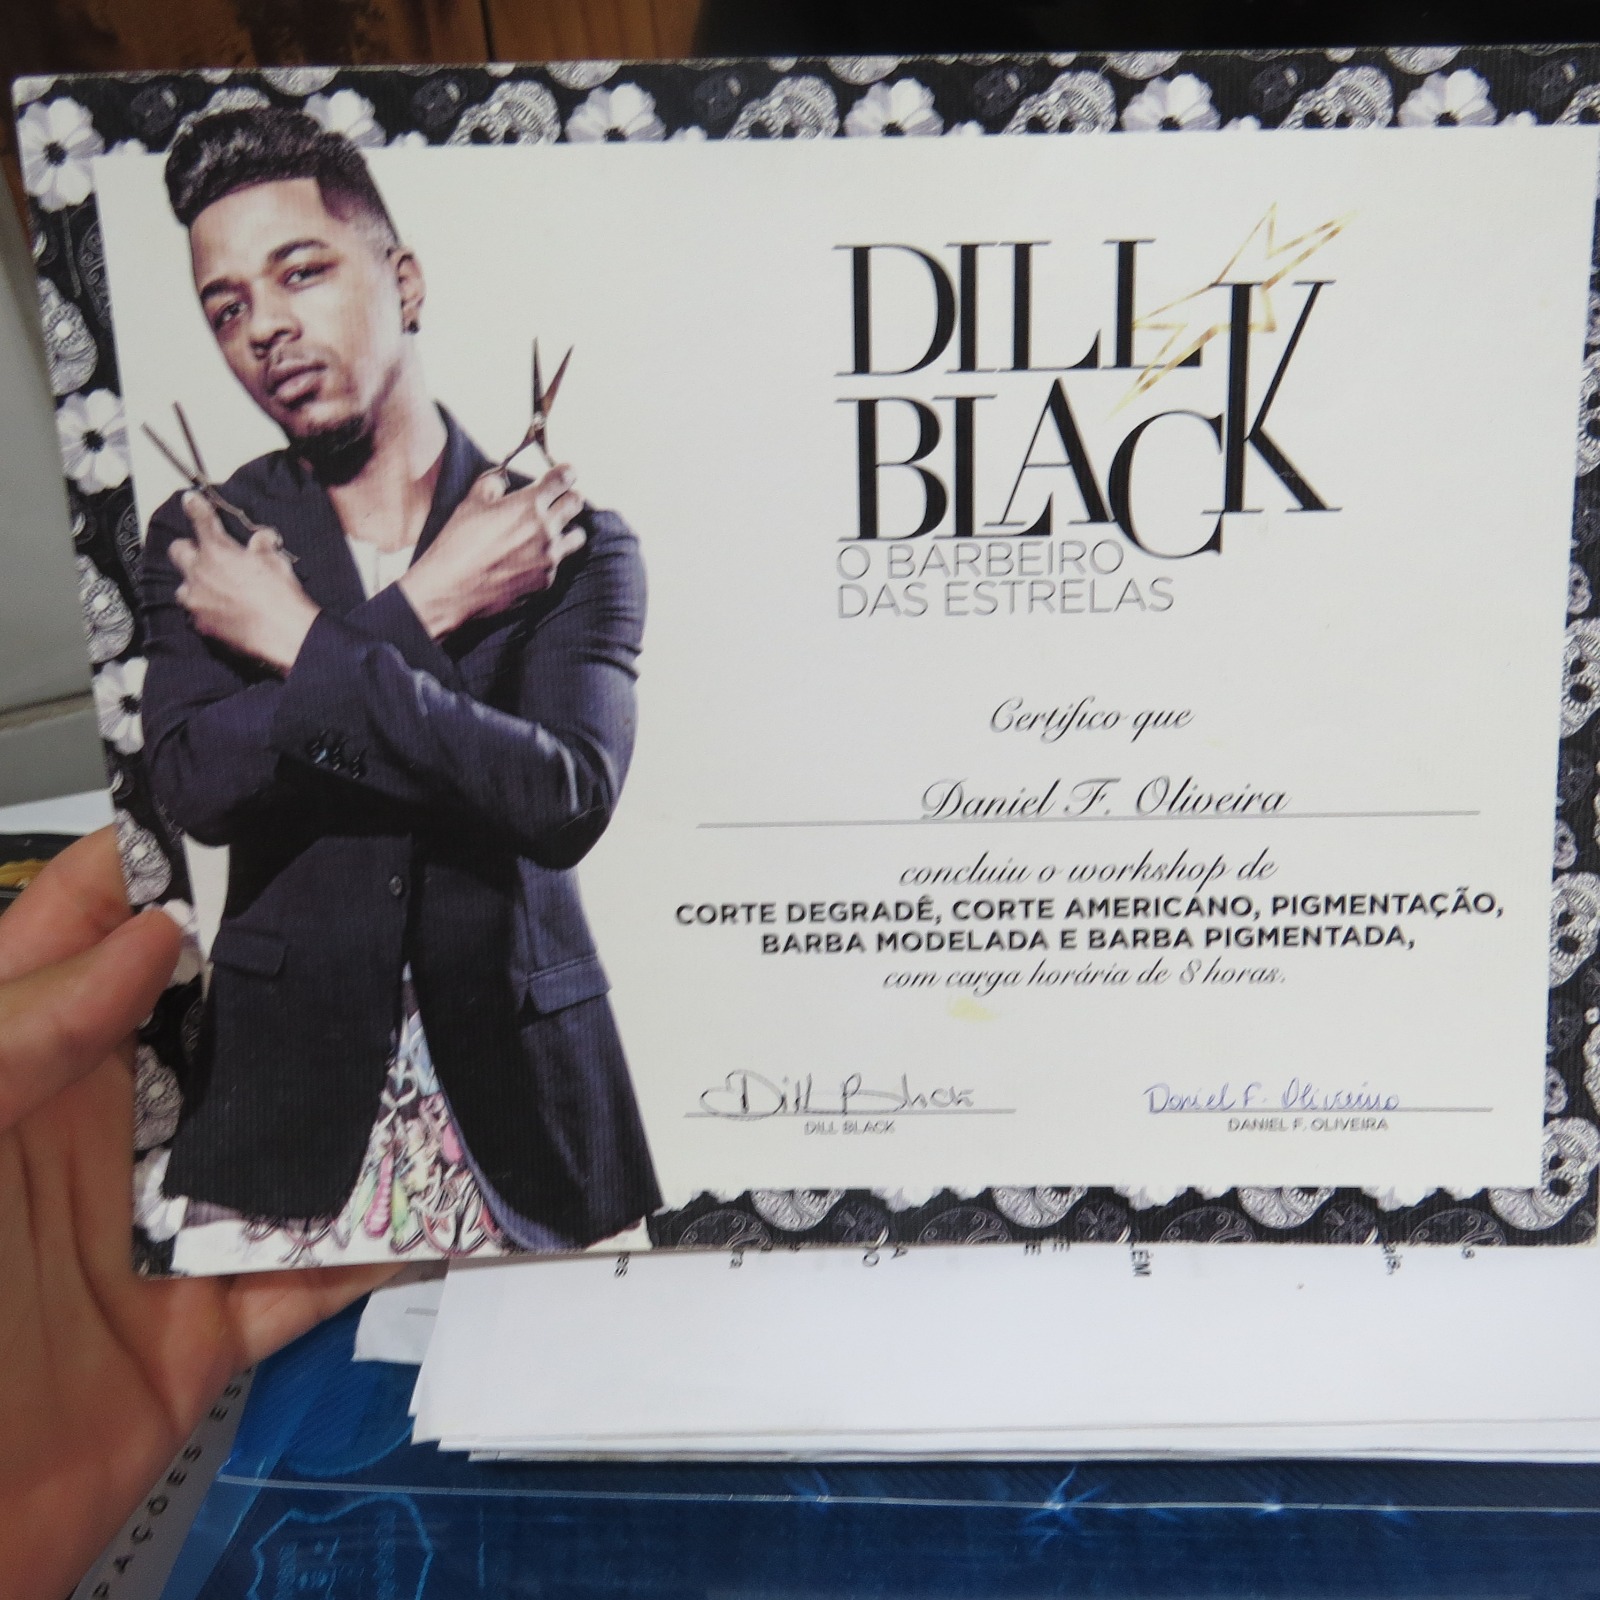 DILL
BLACK
O BARBEIRO
DAS ESTRELAS
Certifico que
Daniel F. Oliveira
concluiu o workshop de
CORTE DEGRADÊ, CORTE AMERICANO, PIGMENTAÇÃO,
BARBA MODELADA E BARBA PIGMENTADA,
com carga horária de 8 horas.
Dill Black
Daniel F. Oliveira
DILL BLACK
DANIEL F. OLIVEIRA